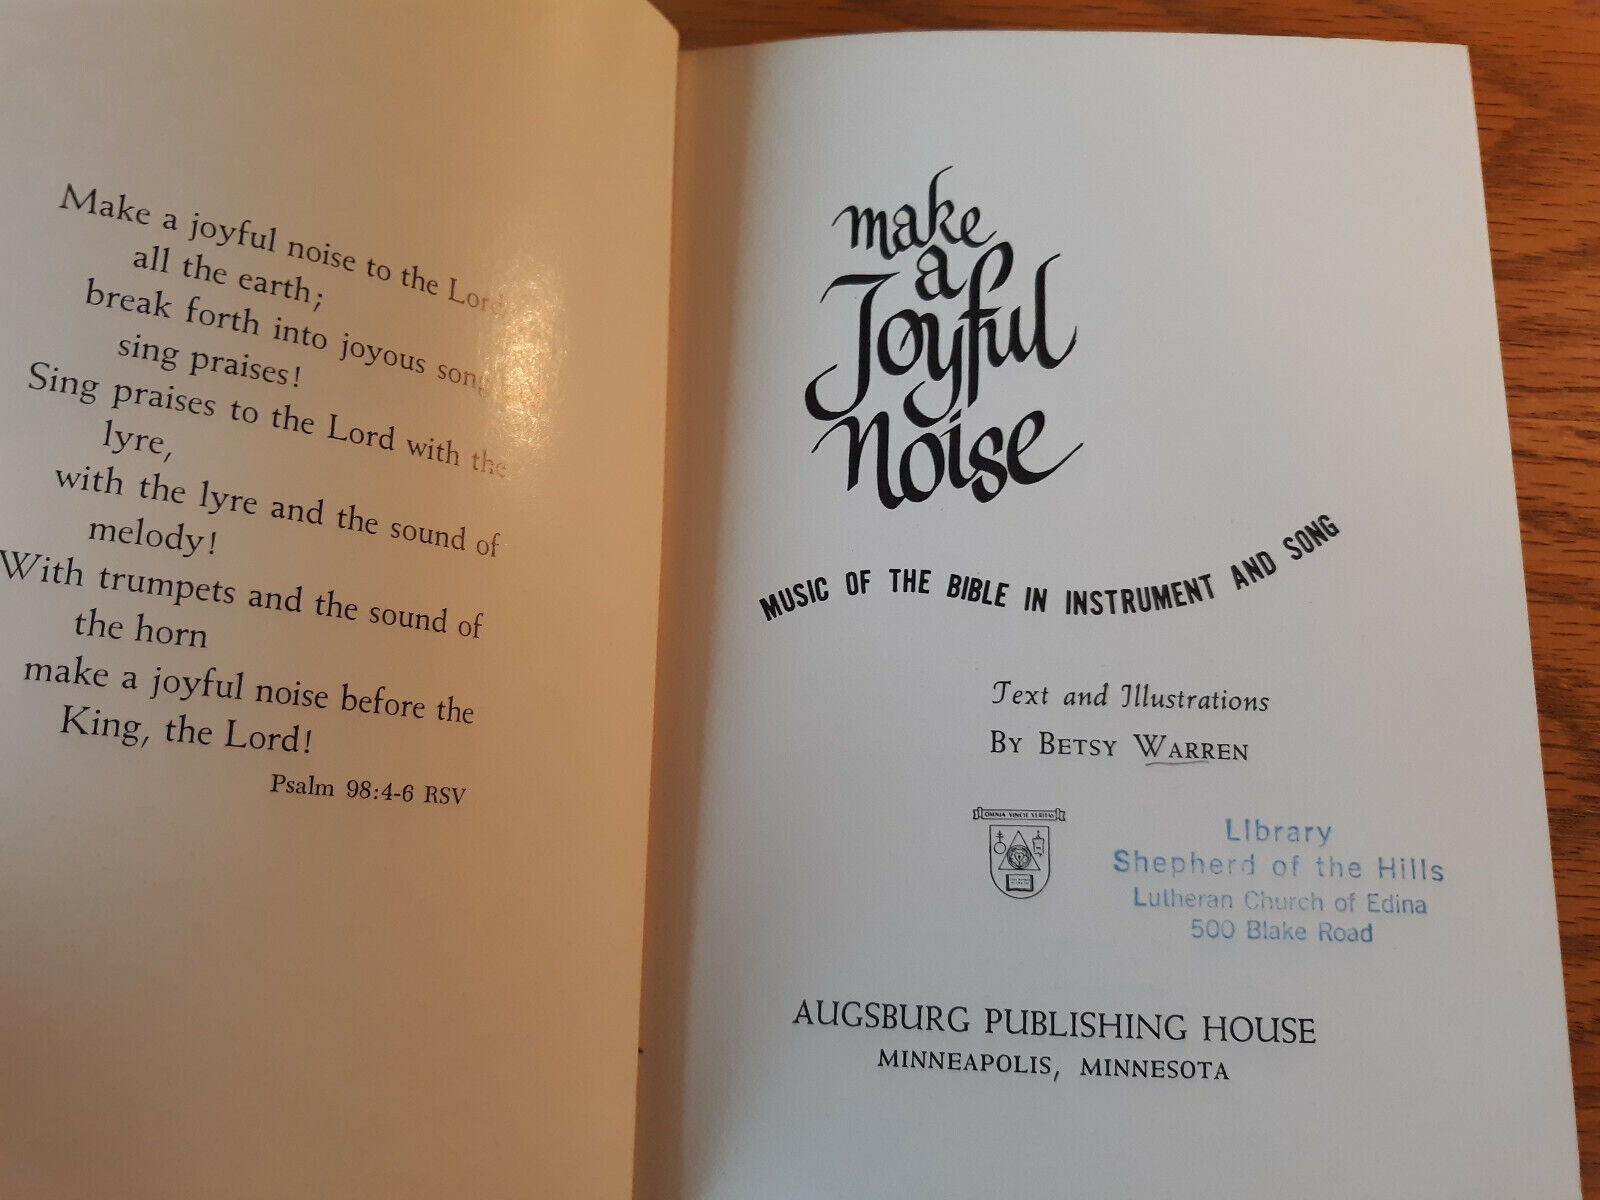 Make a joyful noise to the Lord
all the earth;
break forth into joyous song
sing praises!
Sing praises to the Lord with the
lyre,
with the lyre and the sound of
melody!
With trumpets and the sound of
the horn
make a joyful noise before the
King, the Lord!
Psalm 98:4-6 RSV
make
a
Joyful
Noise
MUSIC OF THE BIBLE IN INSTRUMENT AND SONG
Text and Illustrations
BY BETSY WARREN
OMNIA VINCIT VERITAS
Library
Shepherd of the Hills
Lutheran Church of Edina
500 Blake Road
AUGSBURG PUBLISHING HOUSE
MINNEAPOLIS, MINNESOTA